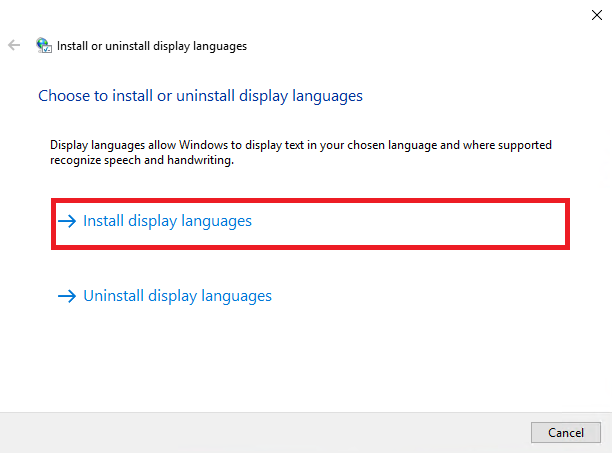 Install or uninstall display languages
Choose to install or uninstall display languages
Display languages allow Windows to display text in your chosen language and where supported
recognize speech and handwriting.
Install display languages
Uninstall display languages
Cancel